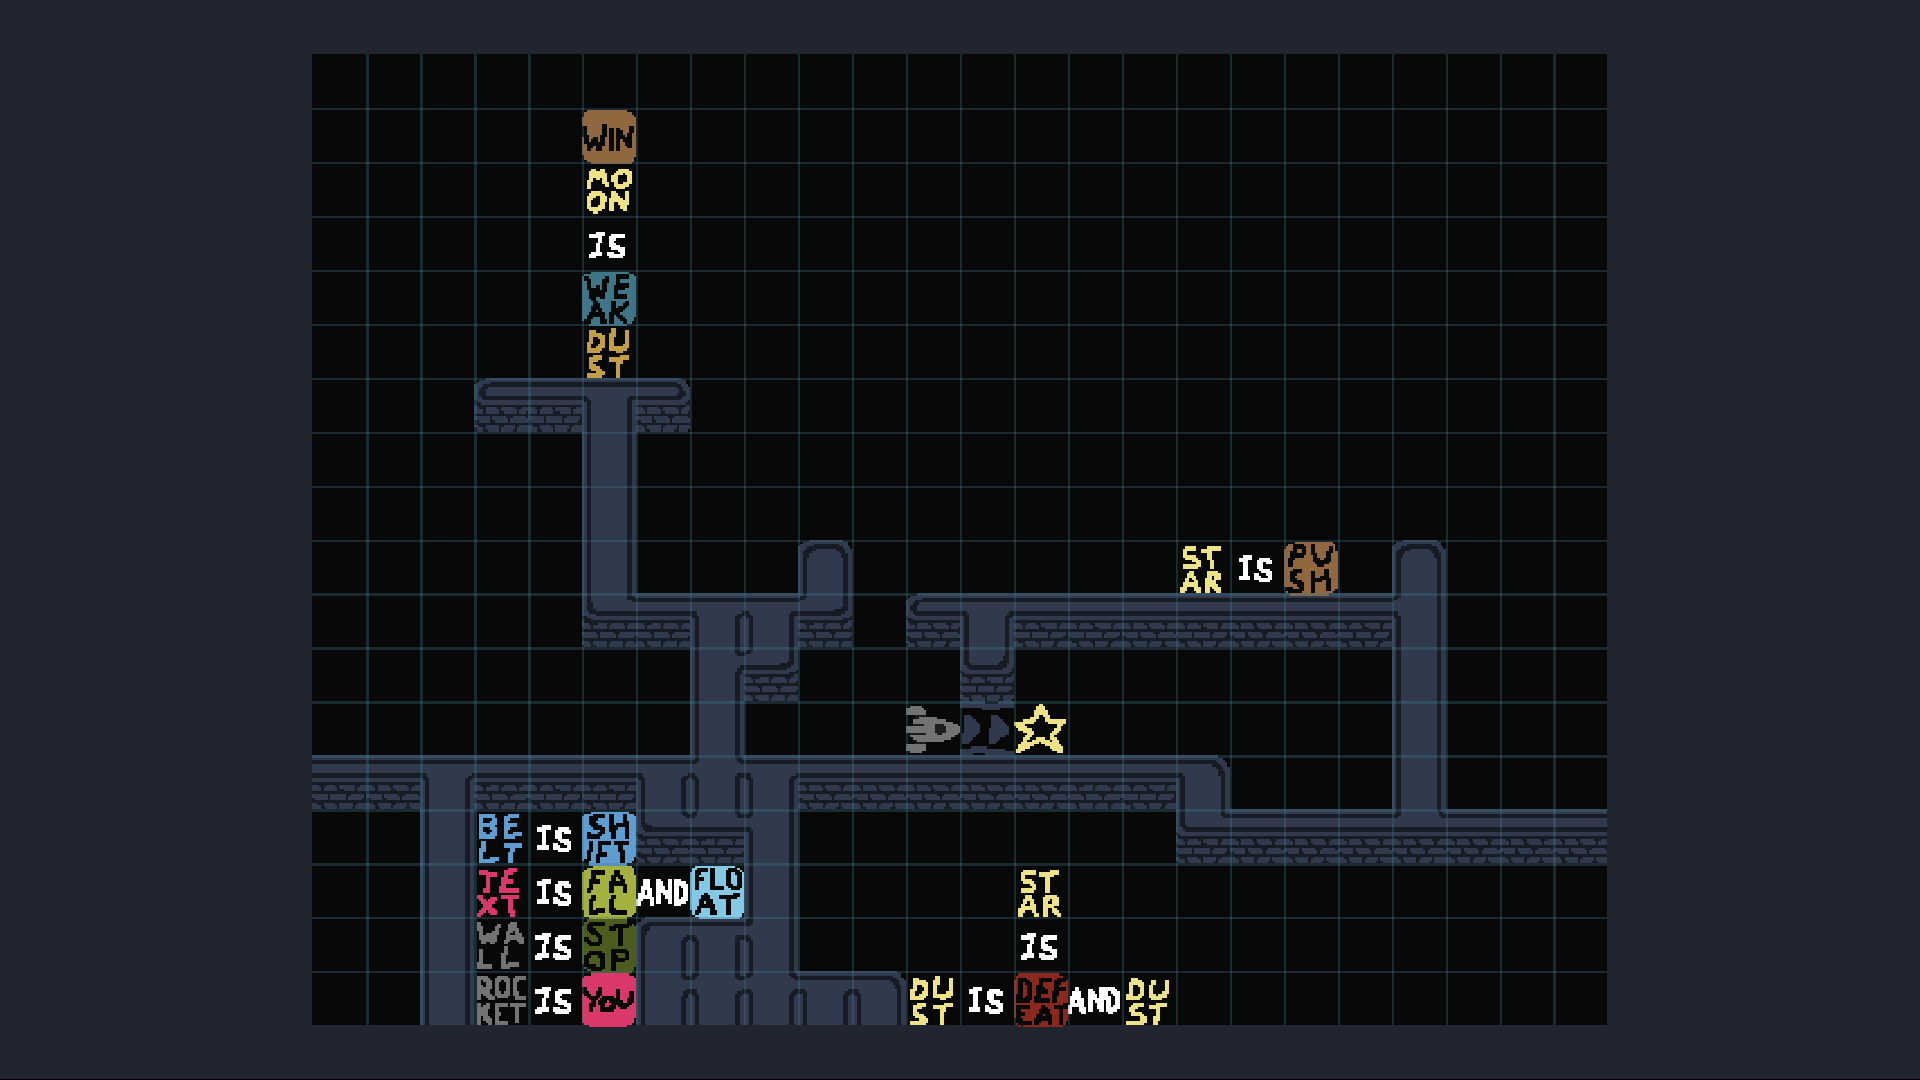 WIN
MOON
IS
WEAK
DUST
STAR IS PUSH
BELT IS SHIFT
TEXT IS FALL AND FLOAT
STAR
WALL IS STOP
IS
ROCKET IS YOU
DUST IS DEFEAT AND DUST